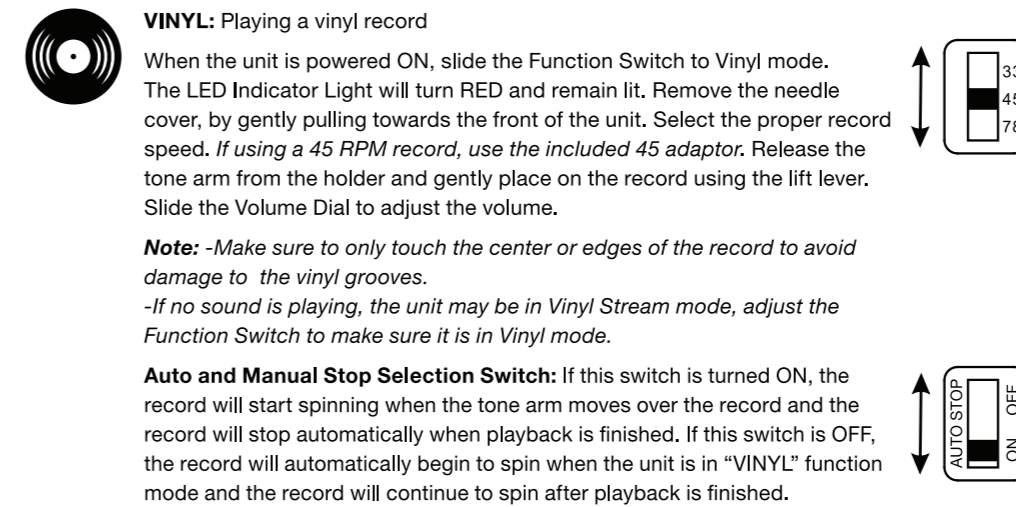 VINYL: Playing a vinyl record
When the unit is powered ON, slide the Function Switch to Vinyl mode.
The LED Indicator Light will turn RED and remain lit. Remove the needle
cover, by gently pulling towards the front of the unit. Select the proper record
speed. If using a 45 RPM record, use the included 45 adaptor. Release the
tone arm from the holder and gently place on the record using the lift lever.
Slide the Volume Dial to adjust the volume.
33
45
78
Note: -Make sure to only touch the center or edges of the record to avoid
damage to  the vinyl grooves.
-If no sound is playing, the unit may be in Vinyl Stream mode, adjust the
Function Switch to make sure it is in Vinyl mode.
Auto and Manual Stop Selection Switch: If this switch is turned ON, the
record will start spinning when the tone arm moves over the record and the
record will stop automatically when playback is finished. If this switch is OFF,
the record will automatically begin to spin when the unit is in “VINYL” function
mode and the record will continue to spin after playback is finished.
AUTO STOP
ON OFF